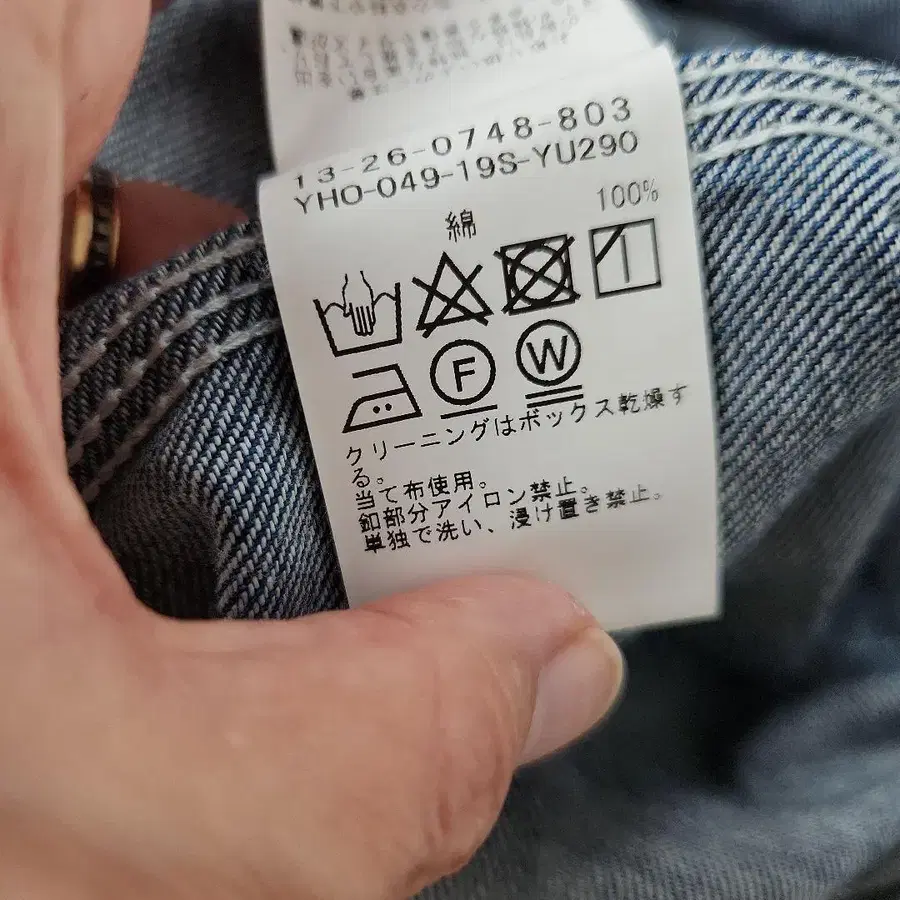 13-26-0748-803
YHO-049-19S-YU290
綿 100%
F W
クリーニングはボックス乾燥す
る。
当て布使用。
釦部分アイロン禁止。
単独で洗い、浸け置き禁止。